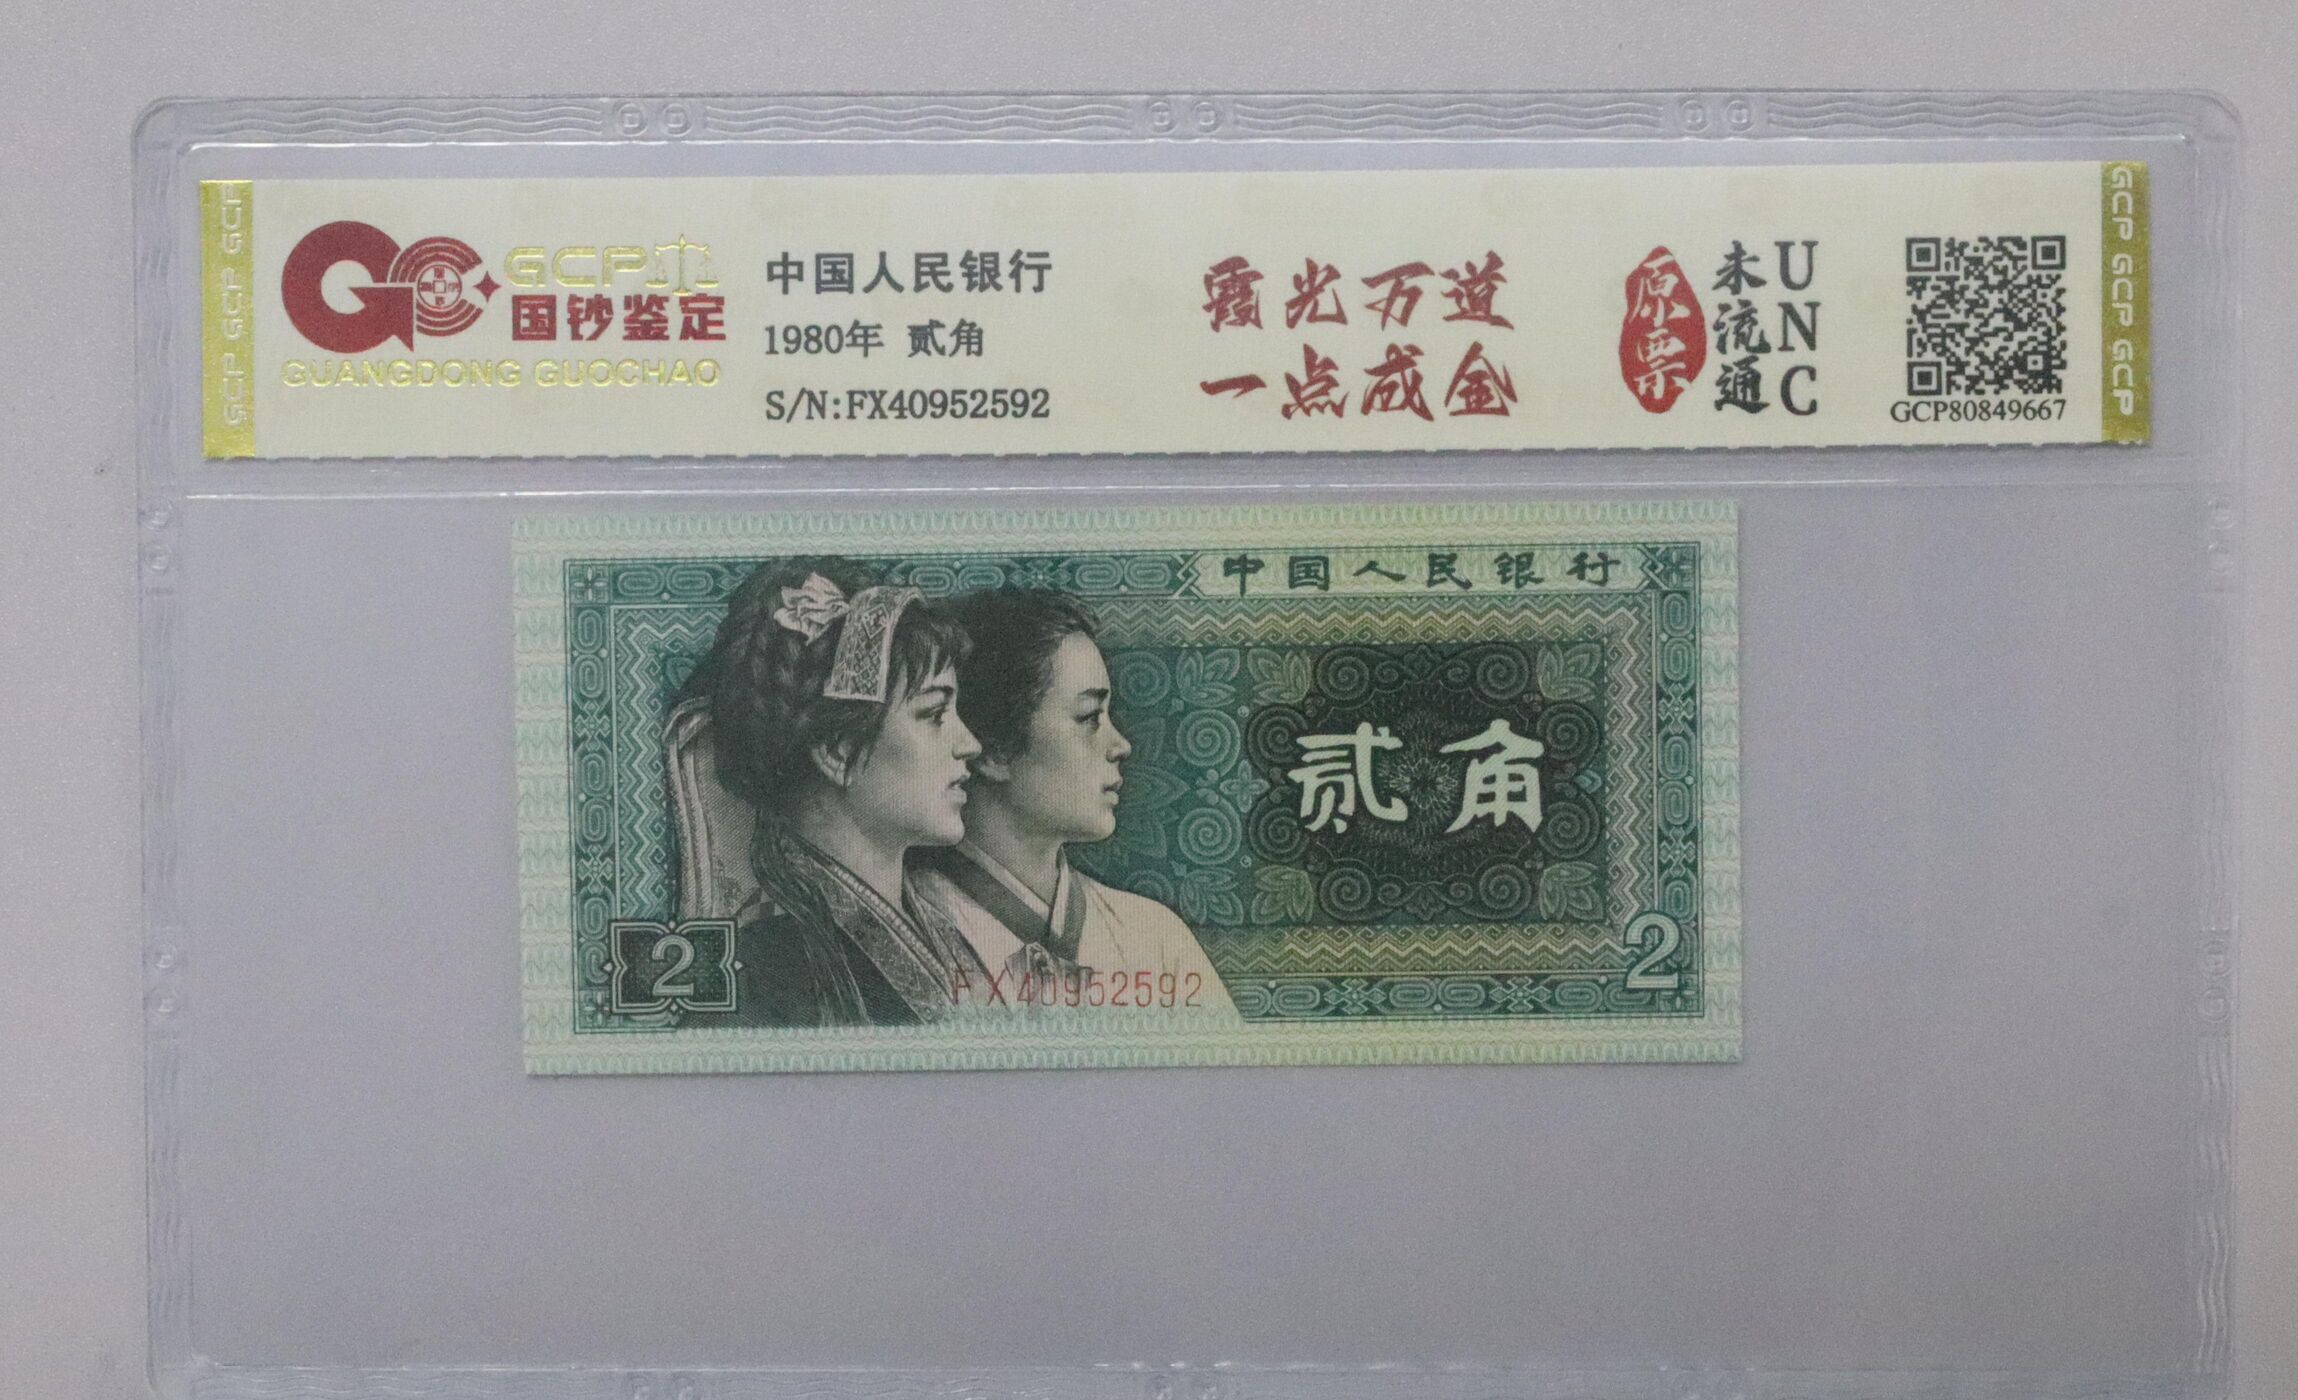 GCP
国钞鉴定
GUANGDONG GUOCHAO
中国人民银行
1980年 贰角
S/N:FX40952592
霞光万道
一点成金
原票
未流通
UNC
GCP80849667
GCP GCP GCP
GCP GCP GCP
中国人民银行
贰角
2
2
FX40952592